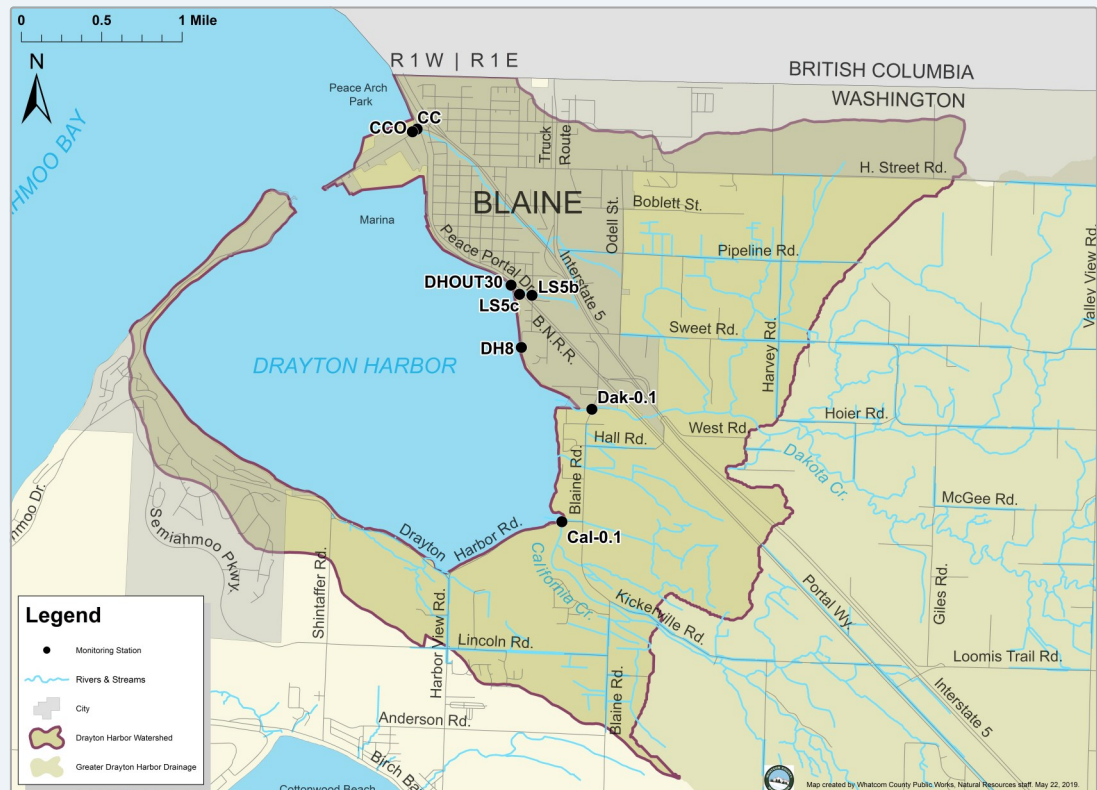 0 0.5 1 Mile
N
R 1 W | R 1 E
BRITISH COLUMBIA
WASHINGTON
Peace Arch
Park
CC
CCO
Truck
Route
H. Street Rd.
BLAINE
Boblett St.
Odell St.
Marina
Pipeline Rd.
Peace Portal Dr.
Interstate 5
Valley View Rd.
DHOUT30
LS5b
LS5c
B.N.R.R.
Sweet Rd.
Harvey Rd.
DH8
DRAYTON HARBOR
Dak-0.1
Hoier Rd.
West Rd.
Hall Rd.
Dakota Cr.
Blaine Rd.
McGee Rd.
Semiahmoo Pkwy.
Drayton
Harbor Rd.
Cal-0.1
California Cr.
Shintaffer Rd.
Harbor View Rd.
Kickerville Rd.
Portal Wy.
Giles Rd.
Lincoln Rd.
Loomis Trail Rd.
Blaine Rd.
Interstate 5
Anderson Rd.
Legend
Monitoring Station
Rivers & Streams
City
Drayton Harbor Watershed
Greater Drayton Harbor Drainage
Map created by Whatcom County Public Works, Natural Resources staff. May 22, 2019.